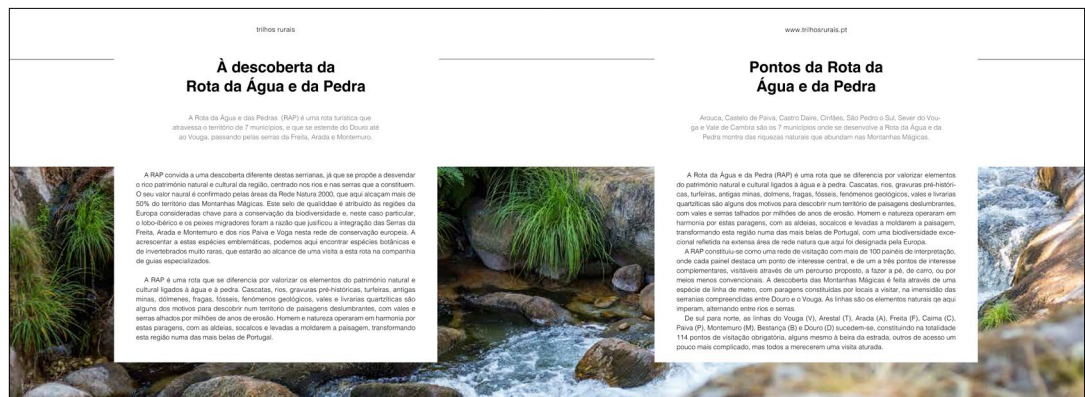 trilhos rurais
À descoberta da
Rota da Água e da Pedra
A Rota da Água e das Pedras (RAP) é uma rota turística que
atravessa o território de 7 municípios, e que se estende do Douro até
ao Vouga, passando pelas serras da Freita, Arada e Montemuro.
A RAP convida a uma descoberta diferente destas serrianas, já que se propõe a desvendar
o rico património natural e cultural da região, centrado nos rios e nas serras que a constituem.
O seu valor naural é confirmado pelas áreas da Rede Natura 2000, que aqui alcaçam mais de
50% do território das Montanhas Mágicas. Este selo de qualiddae é atribuído às regiões da
Europa consideradas chave para a conservação da biodiversidade e, neste caso particular,
o lobo-ibérico e os peixes migradores foram a razão que jusificou a integração das Serras da
Freita, Arada e Montemuro e dos rios Paiva e Voga nesta rede de conservação europeia. A
acrescentar a estas espécies emblemáticas, podemos aqui encontrar espécies botânicas e
de invertebrados muito raras, que estarão ao alcance de uma visita a esta rota na companhia
de guias especializados.
A RAP é uma rota que se diferencia por valorizar os elementos do património natural e
cultural ligados à água e à pedra. Cascatas, rios, gravuras pré-históricas, turfeiras, antigas
minas, dólmenes, fragas, fósseis, fenómenos geológicos, vales e livrarias quartzíticas são
alguns dos motivos para descobrir num territorio de paisagens deslumbrantes, com vales e
serras alhados por milhões de anos de erosão. Homem e natureza operaram em harmonia por
estas paragens, com as aldeias, socalcos e levadas a moldarem a paisagem, transformando
esta região numa das mais belas de Portugal.
www.trilhosrurais.pt
Pontos da Rota da
Água e da Pedra
Arouca, Castelo de Paiva, Castro Daire, Cinfães, São Pedro o Sul, Sever do Vou-
ga e Vale de Cambra são os 7 municípios onde se desenvolve a Rota da Água e da
Pedra montra das riquezas naturais que abundam nas Montanhas Mágicas.
A Rota da Água e da Pedra (RAP) é uma rota que se diferencia por valorizar elementos
do património natural e cultural ligados à água e à pedra. Cascatas, rios, gravuras pré-históri-
cas, turfeiras, antigas minas, dolmens, fragas, fósseis, fenómenos geológicos, vales e livrarias
quartzíticas são alguns dos motivos para descobrir num território de paisagens deslumbrantes,
com vales e serras talhados por milhões de anos de erosão. Homem e natureza operaram em
harmonia por estas paragens, com as aldeias, socalcos e levadas a moldarem a paisagem,
transformando esta região numa das mais belas de Portugal, com uma biodiversidade exce-
cional refletida na extensa área de rede natura que aqui foi designada pela Europa.
A RAP constituíu-se como uma rede de visitação com mais de 100 painéis de interpretação,
onde cada painel destaca um ponto de interesse central, e de um a três pontos de interesse
complementares, visitáveis através de um percurso proposto, a fazer a pé, de carro, ou por
meios menos convencionais. A descoberta das Montanhas Mágicas é feita através de uma
espécie de linha de metro, com paragens constituídas por locais a visitar, na imensidão das
serranias compreendidas entre Douro e o Vouga. As linhas são os elementos naturais qe aqui
imperam, alternando entre rios e serras.
De sul para norte, as linhas do Vouga (V), Arestal (T), Arada (A), Freita (F), Caima (C),
Paiva (P), Montemuro (M), Bestança (B) e Douro (D) sucedem-se, constituindo na totalidade
114 pontos de visitação obrigatória, alguns mesmo à beira da estrada, outros de acesso um
pouco mais complicado, mas todos a merecerem uma visita aturada.